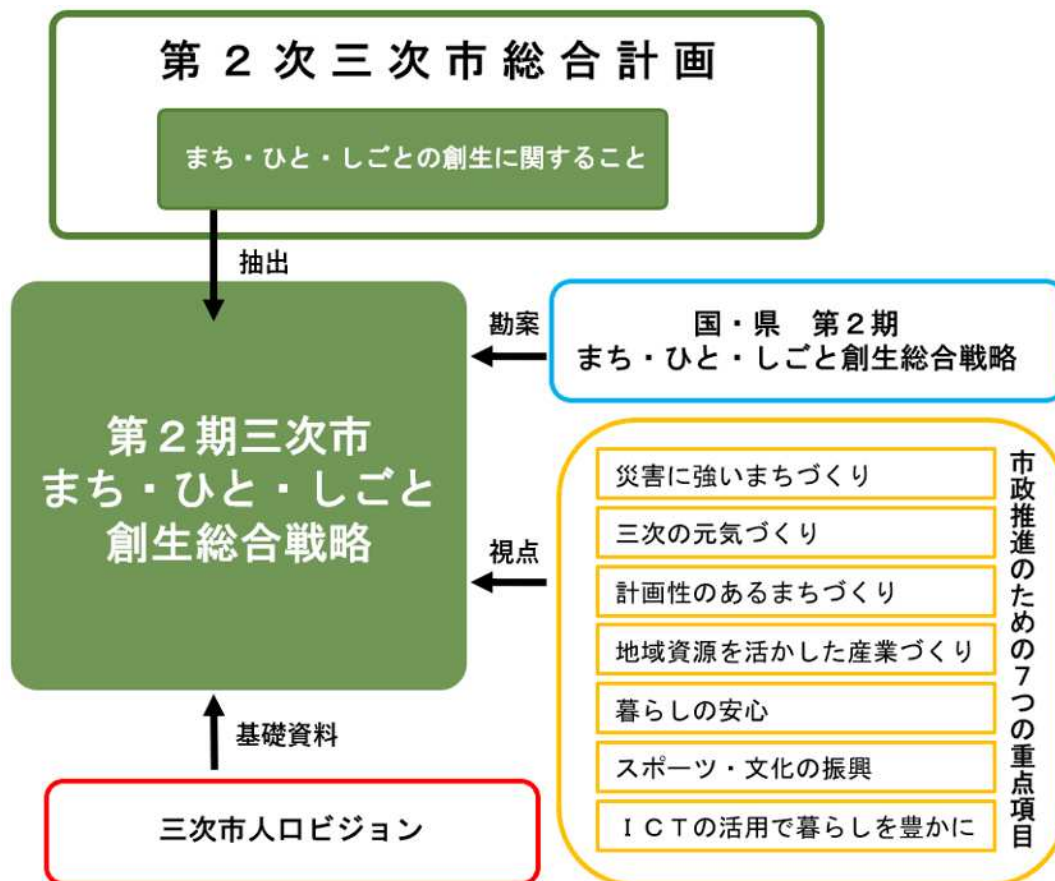 第２次三次市総合計画
まち・ひと・しごとの創生に関すること
抽出
第２期三次市
まち・ひと・しごと
創生総合戦略
勘案
国・県　第２期
まち・ひと・しごと創生総合戦略
視点
市政推進のための７つの重点項目
災害に強いまちづくり
三次の元気づくり
計画性のあるまちづくり
地域資源を活かした産業づくり
暮らしの安心
スポーツ・文化の振興
ＩＣＴの活用で暮らしを豊かに
基礎資料
三次市人口ビジョン